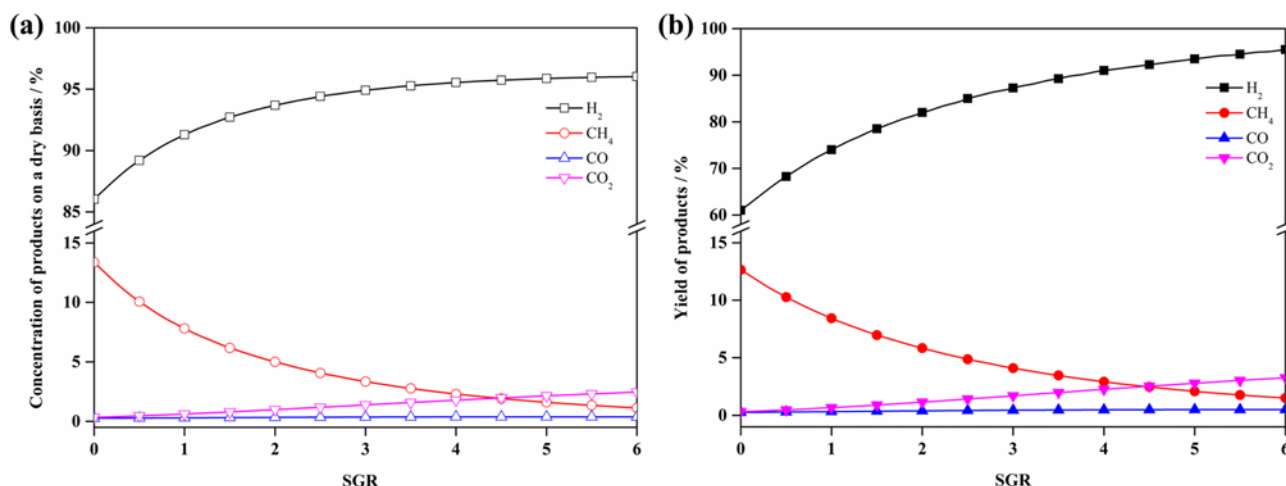 (a)
Concentration of products on a dry basis / %
100
95
90
85
15
10
5
0
H₂
CH₄
CO
CO₂
0 1 2 3 4 5 6
SGR
(b)
Yield of products / %
100
90
80
70
60
15
10
5
0
H₂
CH₄
CO
CO₂
0 1 2 3 4 5 6
SGR